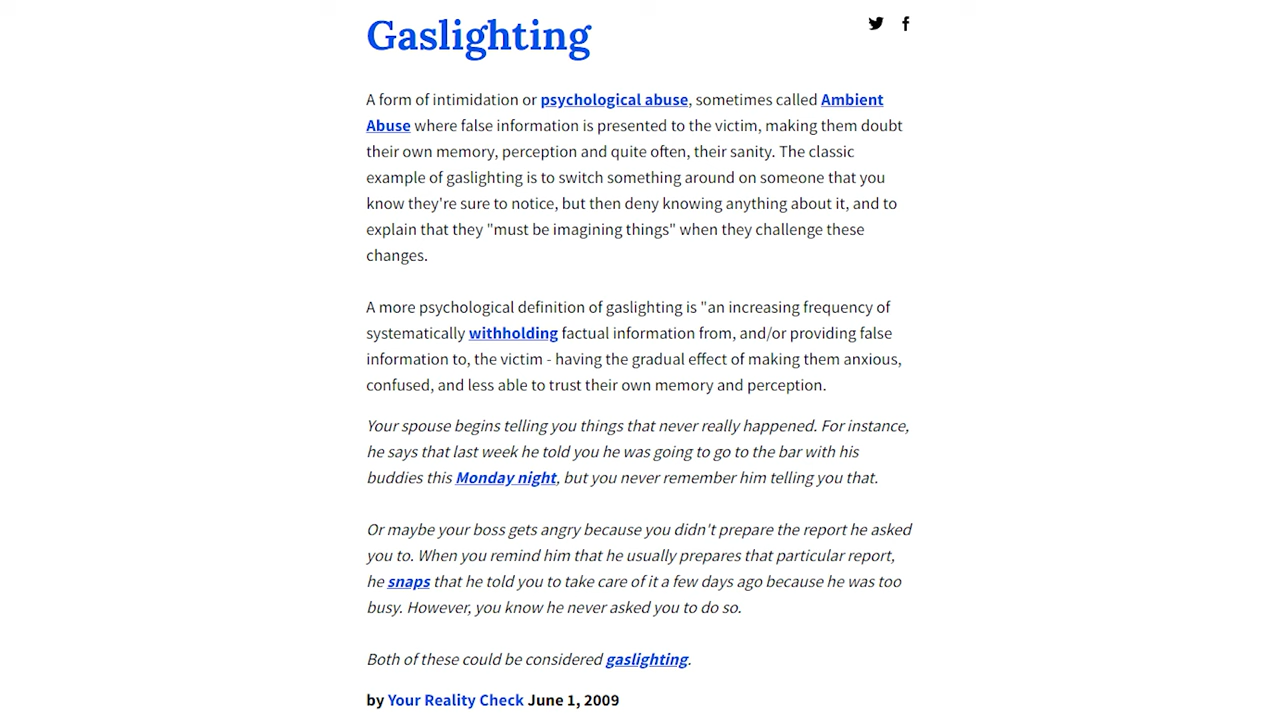 Gaslighting
A form of intimidation or psychological abuse, sometimes called Ambient
Abuse where false information is presented to the victim, making them doubt
their own memory, perception and quite often, their sanity. The classic
example of gaslighting is to switch something around on someone that you
know they're sure to notice, but then deny knowing anything about it, and to
explain that they "must be imagining things" when they challenge these
changes.
A more psychological definition of gaslighting is "an increasing frequency of
systematically withholding factual information from, and/or providing false
information to, the victim - having the gradual effect of making them anxious,
confused, and less able to trust their own memory and perception.
Your spouse begins telling you things that never really happened. For instance,
he says that last week he told you he was going to go to the bar with his
buddies this Monday night, but you never remember him telling you that.
Or maybe your boss gets angry because you didn't prepare the report he asked
you to. When you remind him that he usually prepares that particular report,
he snaps that he told you to take care of it a few days ago because he was too
busy. However, you know he never asked you to do so.
Both of these could be considered gaslighting.
by Your Reality Check June 1, 2009